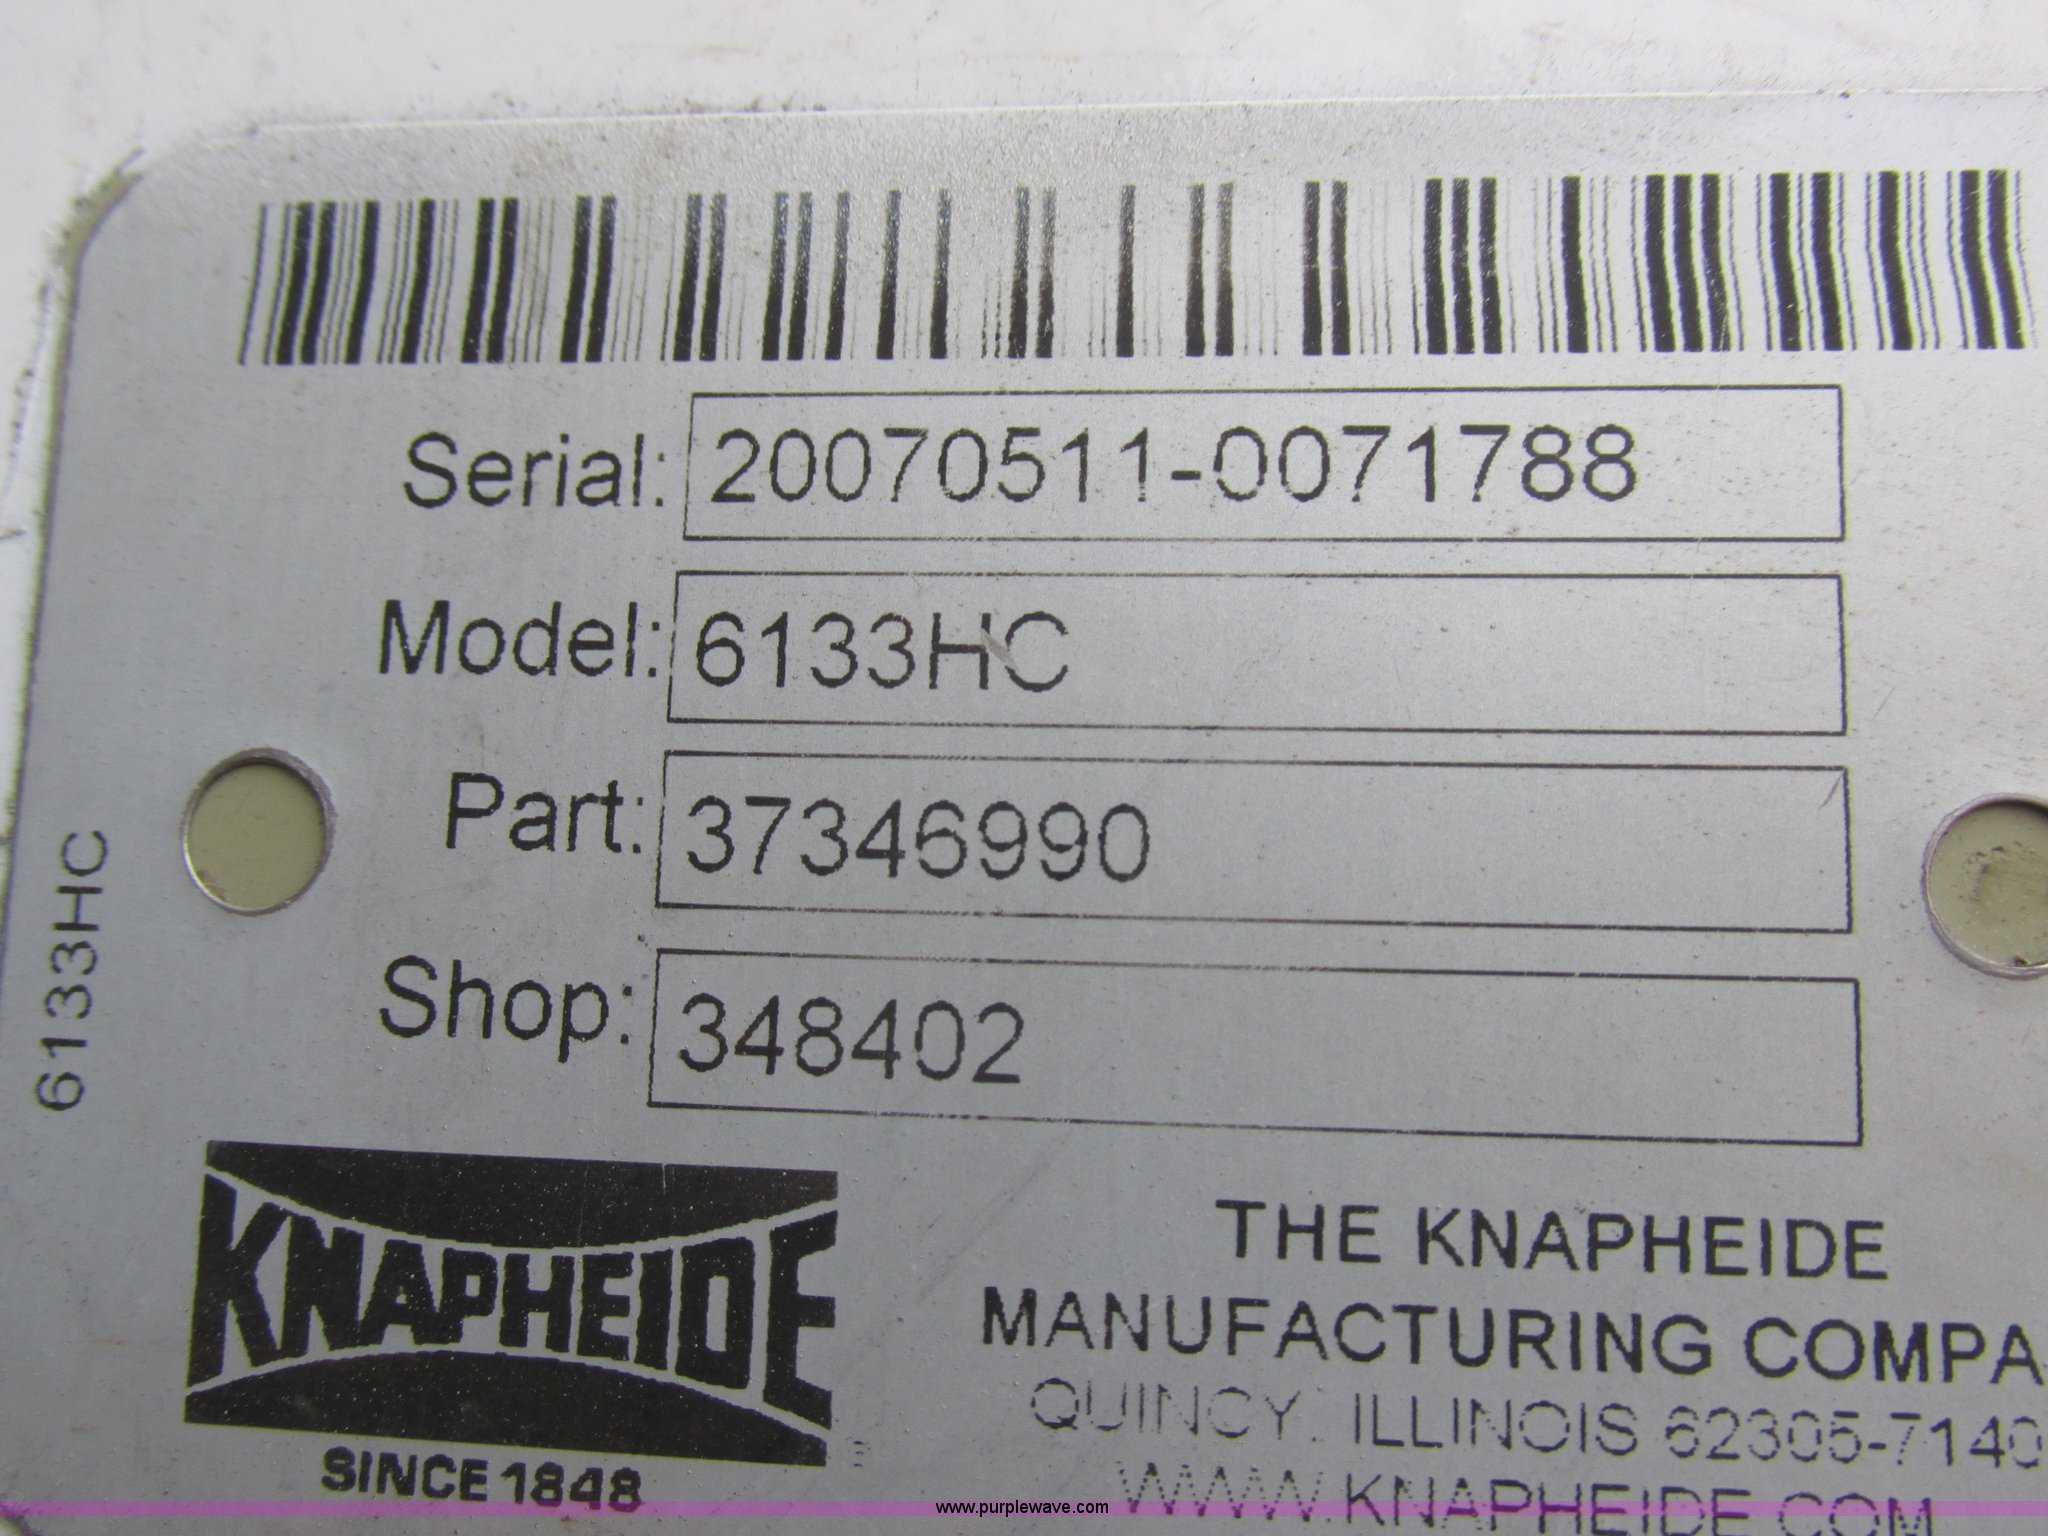 Serial: 20070511-0071788
Model: 6133HC
Part: 37346990
Shop: 348402
6133HC
KNAPHEIDE
SINCE 1848
THE KNAPHEIDE
MANUFACTURING COMPA
QUINCY, ILLINOIS 62305-7140
WWW.KNAPHEIDE.COM
www.purplewave.com